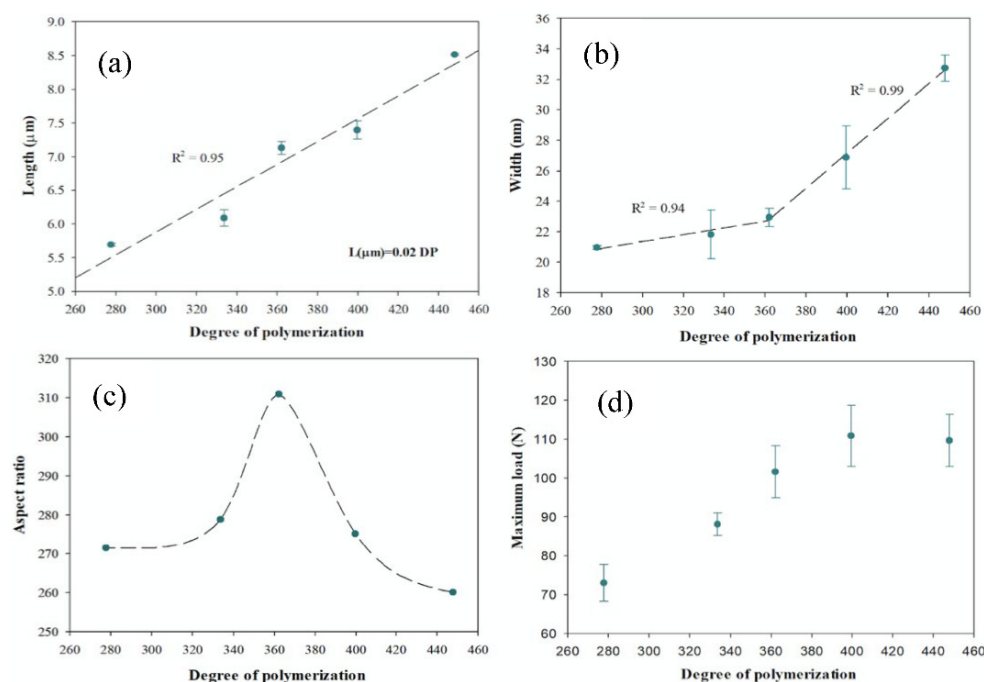 (a)
Length (μm)
9.0
8.5
8.0
7.5
7.0
6.5
6.0
5.5
5.0
R² = 0.95
L(μm)=0.02 DP
260 280 300 320 340 360 380 400 420 440 460
Degree of polymerization
(b)
Width (nm)
36
34
32
30
28
26
24
22
20
18
R² = 0.99
R² = 0.94
260 280 300 320 340 360 380 400 420 440 460
Degree of polymerization
(c)
Aspect ratio
320
310
300
290
280
270
260
250
260 280 300 320 340 360 380 400 420 440 460
Degree of polymerization
(d)
Maximum load (N)
130
120
110
100
90
80
70
60
260 280 300 320 340 360 380 400 420 440 460
Degree of polymerization